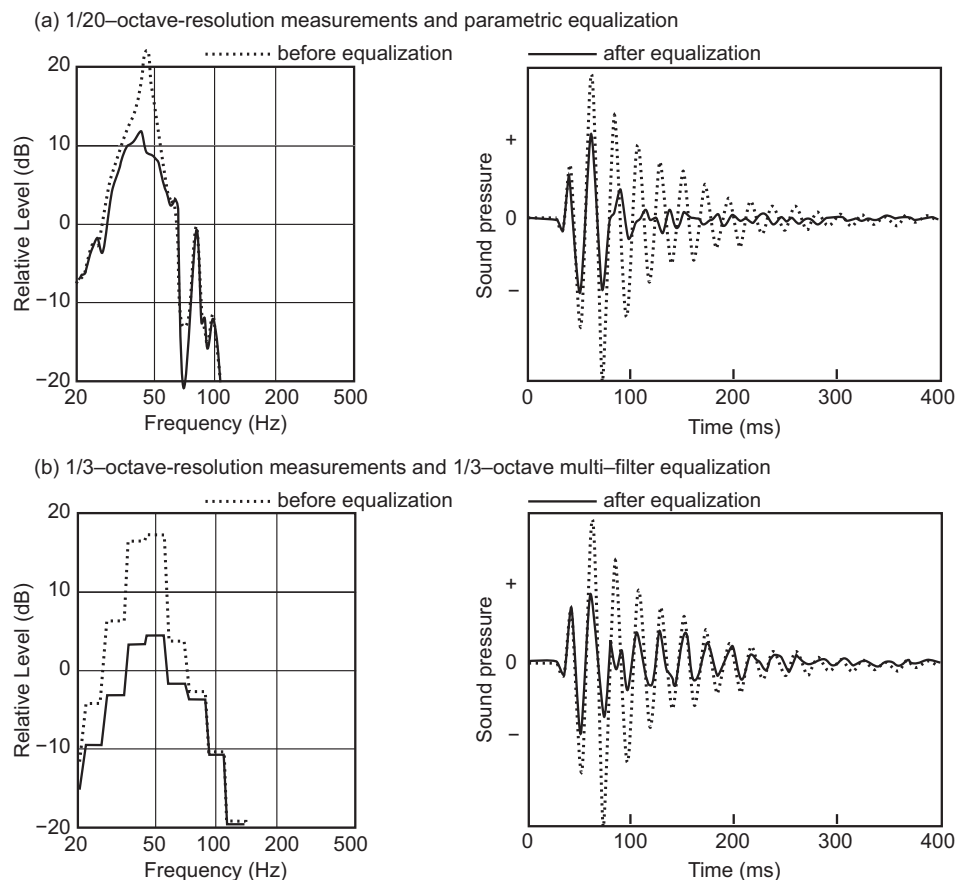 (a) 1/20–octave-resolution measurements and parametric equalization
before equalization
after equalization
20
10
0
−10
−20
Relative Level (dB)
20
50
100
200
500
Frequency (Hz)
+
0
−
Sound pressure
0
100
200
300
400
Time (ms)
(b) 1/3–octave-resolution measurements and 1/3–octave multi–filter equalization
before equalization
after equalization
20
10
0
−10
−20
Relative Level (dB)
20
50
100
200
500
Frequency (Hz)
+
0
−
Sound pressure
0
100
200
300
400
Time (ms)